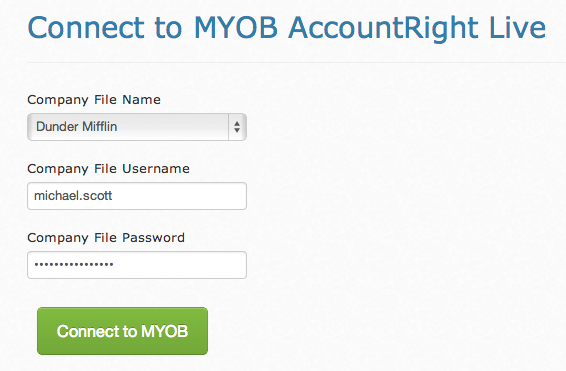 Connect to MYOB AccountRight Live
Company File Name
Dunder Mifflin
Company File Username
michael.scott
Company File Password
•••••••••••••••
Connect to MYOB